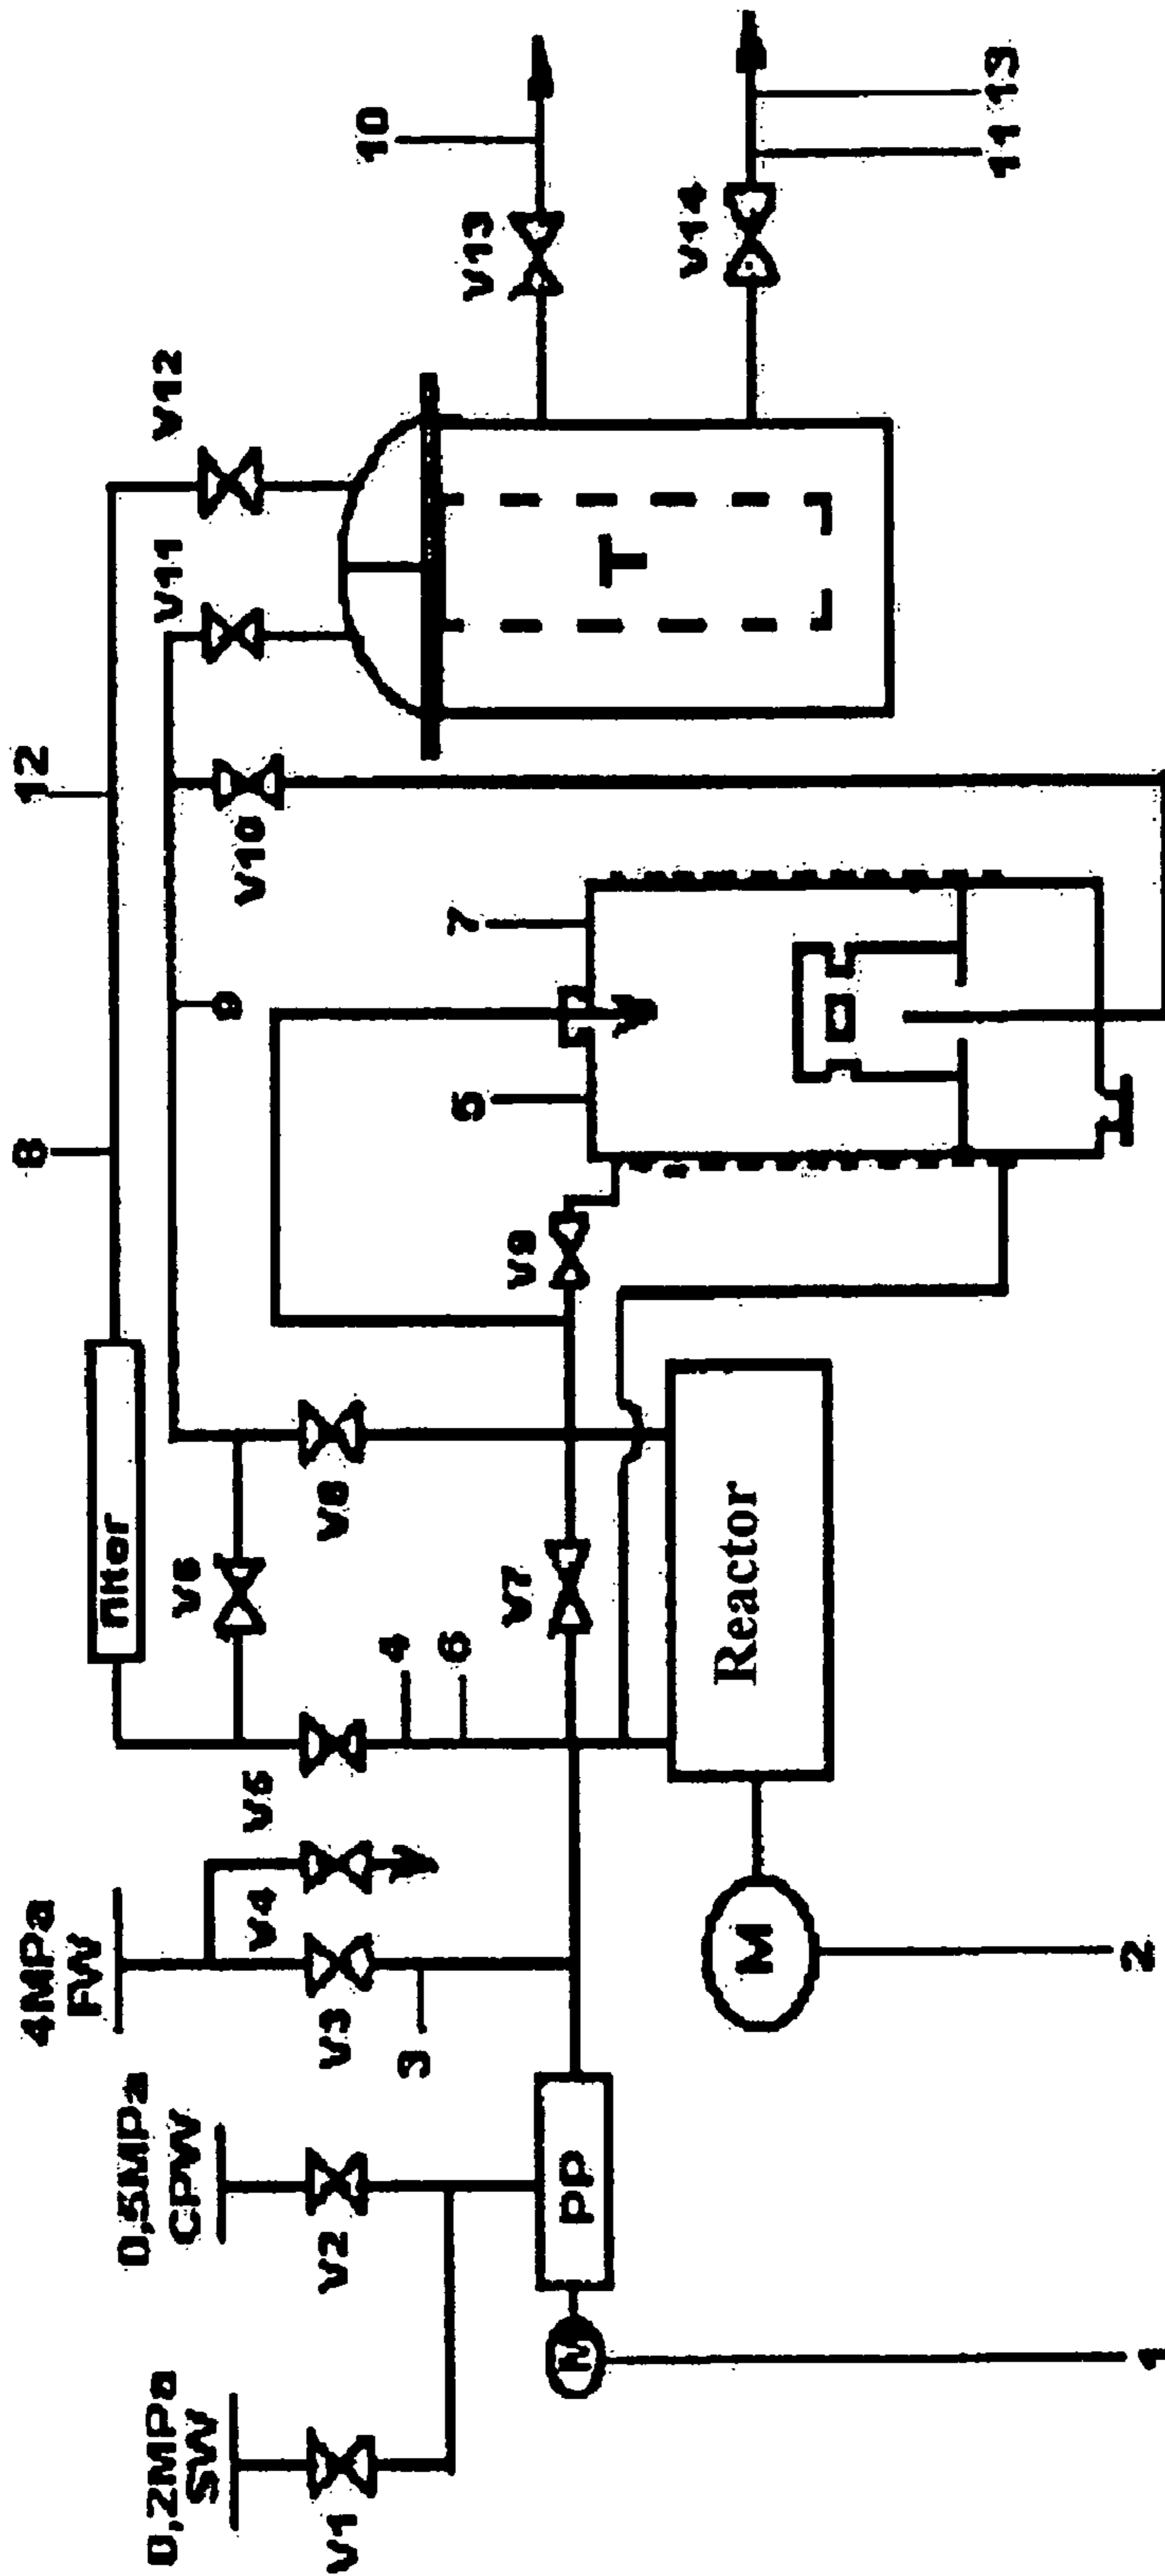 0,2MPa
SW
V1
0,5MPa
CPW
V2
4MPa
FW
V3
V4
3
V5
4
6
filter
V6
V8
V7
8
12
9
V9
5
7
V10
V11
V12
V13
V14
10
11
13
T
PP
M
M
Reactor
1
2